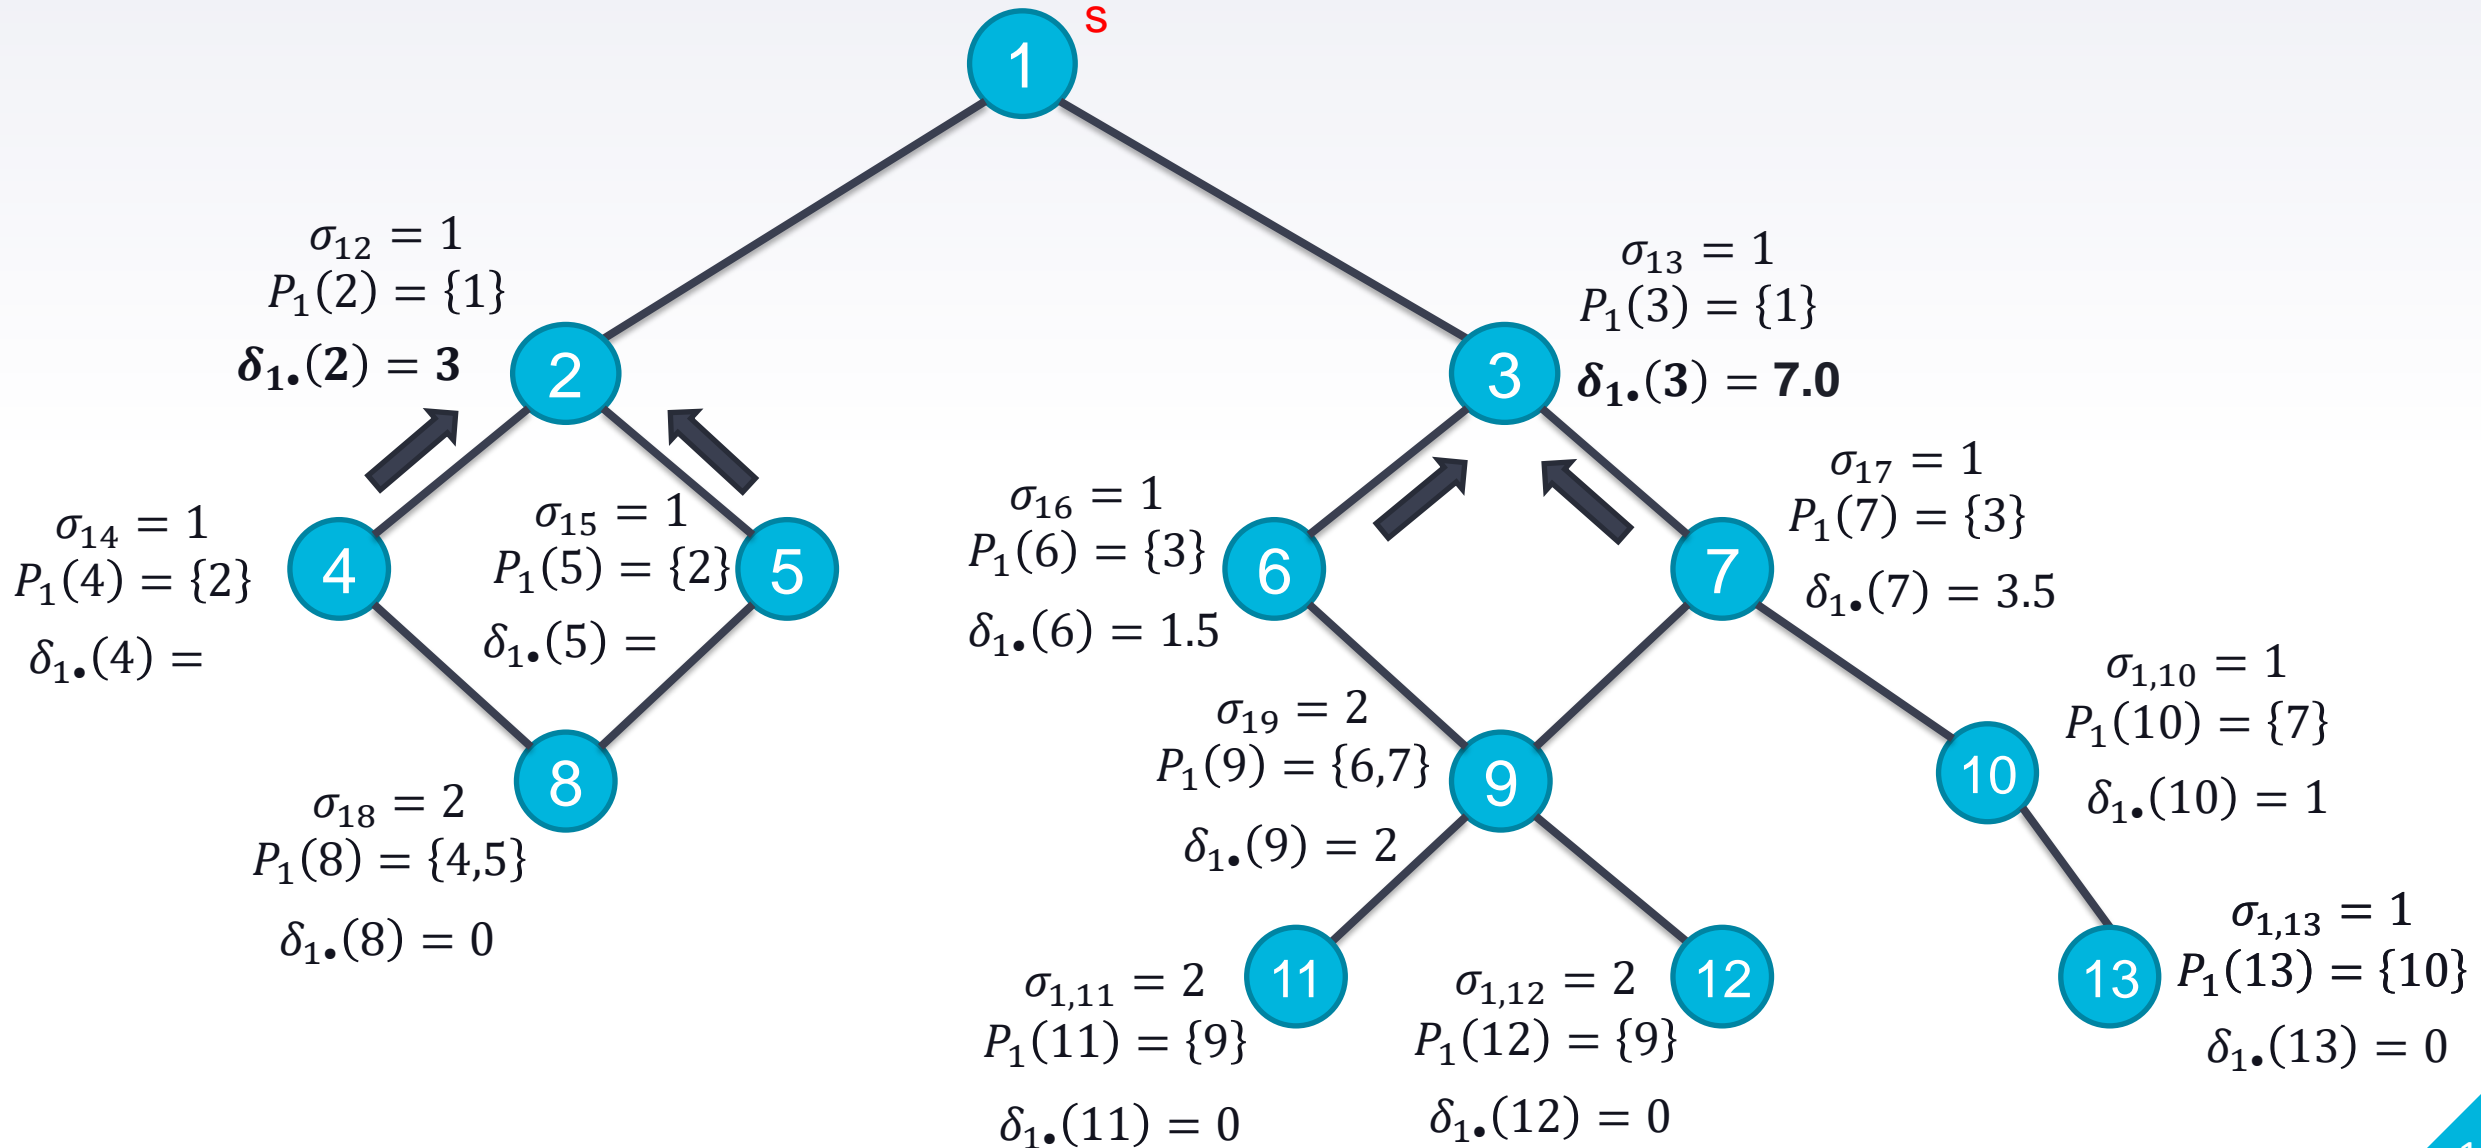 1
s
σ₁₂ = 1
P₁(2) = {1}
δ₁•(2) = 3
2
σ₁₃ = 1
P₁(3) = {1}
δ₁•(3) = 7.0
3
σ₁₄ = 1
P₁(4) = {2}
δ₁•(4) =
4
σ₁₅ = 1
P₁(5) = {2}
δ₁•(5) =
5
σ₁₆ = 1
P₁(6) = {3}
δ₁•(6) = 1.5
6
σ₁₇ = 1
P₁(7) = {3}
δ₁•(7) = 3.5
7
σ₁₈ = 2
P₁(8) = {4,5}
δ₁•(8) = 0
8
σ₁₉ = 2
P₁(9) = {6,7}
δ₁•(9) = 2
9
σ₁,₁₀ = 1
P₁(10) = {7}
δ₁•(10) = 1
10
σ₁,₁₁ = 2
P₁(11) = {9}
δ₁•(11) = 0
11
σ₁,₁₂ = 2
P₁(12) = {9}
δ₁•(12) = 0
12
σ₁,₁₃ = 1
P₁(13) = {10}
δ₁•(13) = 0
13